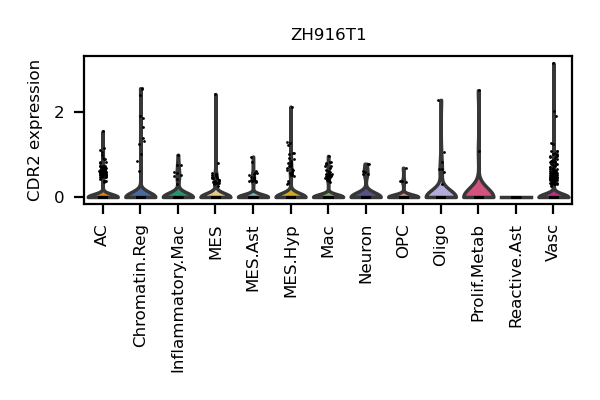 ZH916T1
CDR2 expression
2
0
AC
Chromatin.Reg
Inflammatory.Mac
MES
MES.Ast
MES.Hyp
Mac
Neuron
OPC
Oligo
Prolif.Metab
Reactive.Ast
Vasc